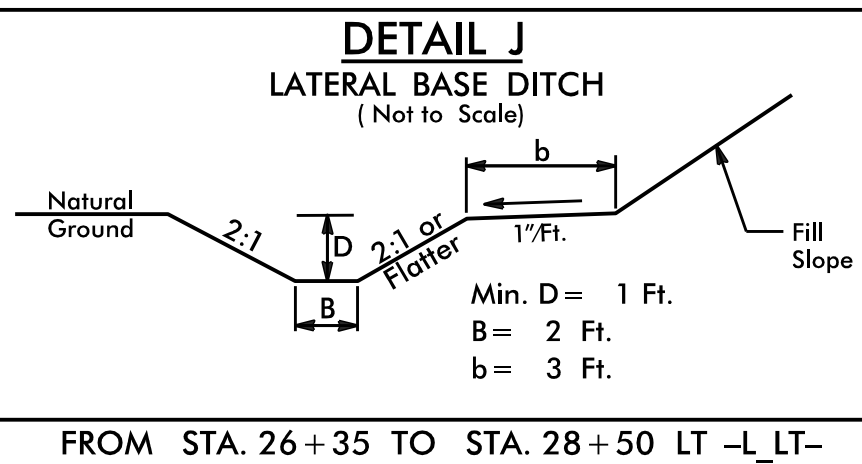 DETAIL J
LATERAL BASE DITCH
( Not to Scale)
b
Natural
Ground
2:1
D
2:1 or
Flatter
1"/Ft.
Fill
Slope
B
Min. D = 1 Ft.
B = 2 Ft.
b = 3 Ft.
FROM STA. 26+35 TO STA. 28+50 LT -L_LT-